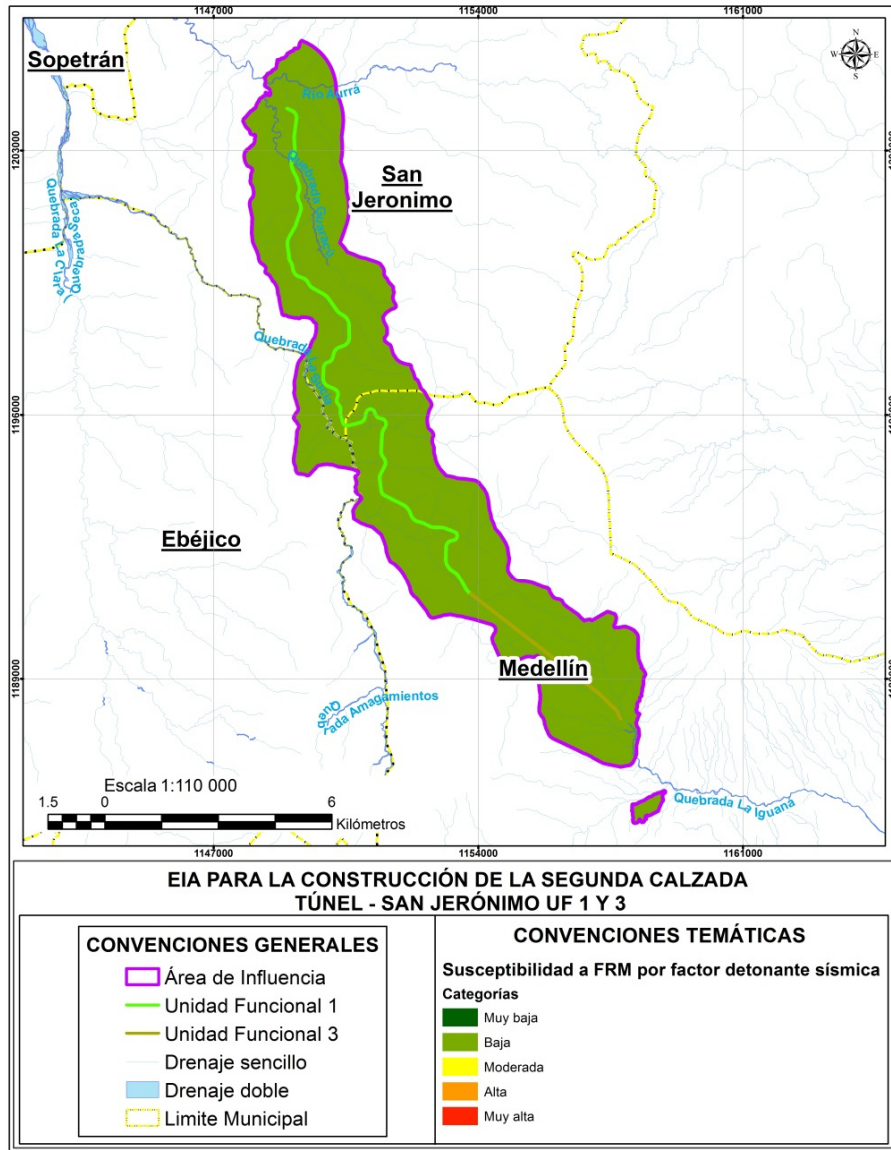 1147000 1154000 1161000
Sopetrán
N
W E
S
Río Aurrá
1203000
San
Jeronimo
Quebrada La Clara
Quebrada Seca
Quebrada
1196000
Ebéjico
Medellín
1189000
Queb
rada Amagamientos
Escala 1:110 000
1.5 0 6
Kilómetros
Quebrada La Iguaná
1147000 1154000 1161000
EIA PARA LA CONSTRUCCIÓN DE LA SEGUNDA CALZADA
TÚNEL - SAN JERÓNIMO UF 1 Y 3
CONVENCIONES GENERALES
Área de Influencia
Unidad Funcional 1
Unidad Funcional 3
Drenaje sencillo
Drenaje doble
Limite Municipal
CONVENCIONES TEMÁTICAS
Susceptibilidad a FRM por factor detonante sísmica
Categorías
Muy baja
Baja
Moderada
Alta
Muy alta